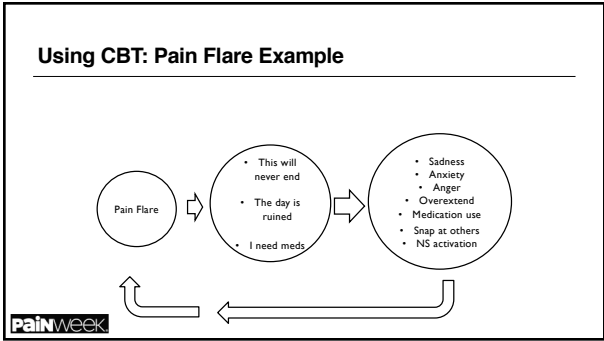 Using CBT: Pain Flare Example
Pain Flare
• This will
never end
• The day is
ruined
• I need meds
• Sadness
• Anxiety
• Anger
• Overextend
• Medication use
• Snap at others
• NS activation
PaiNWEEK.